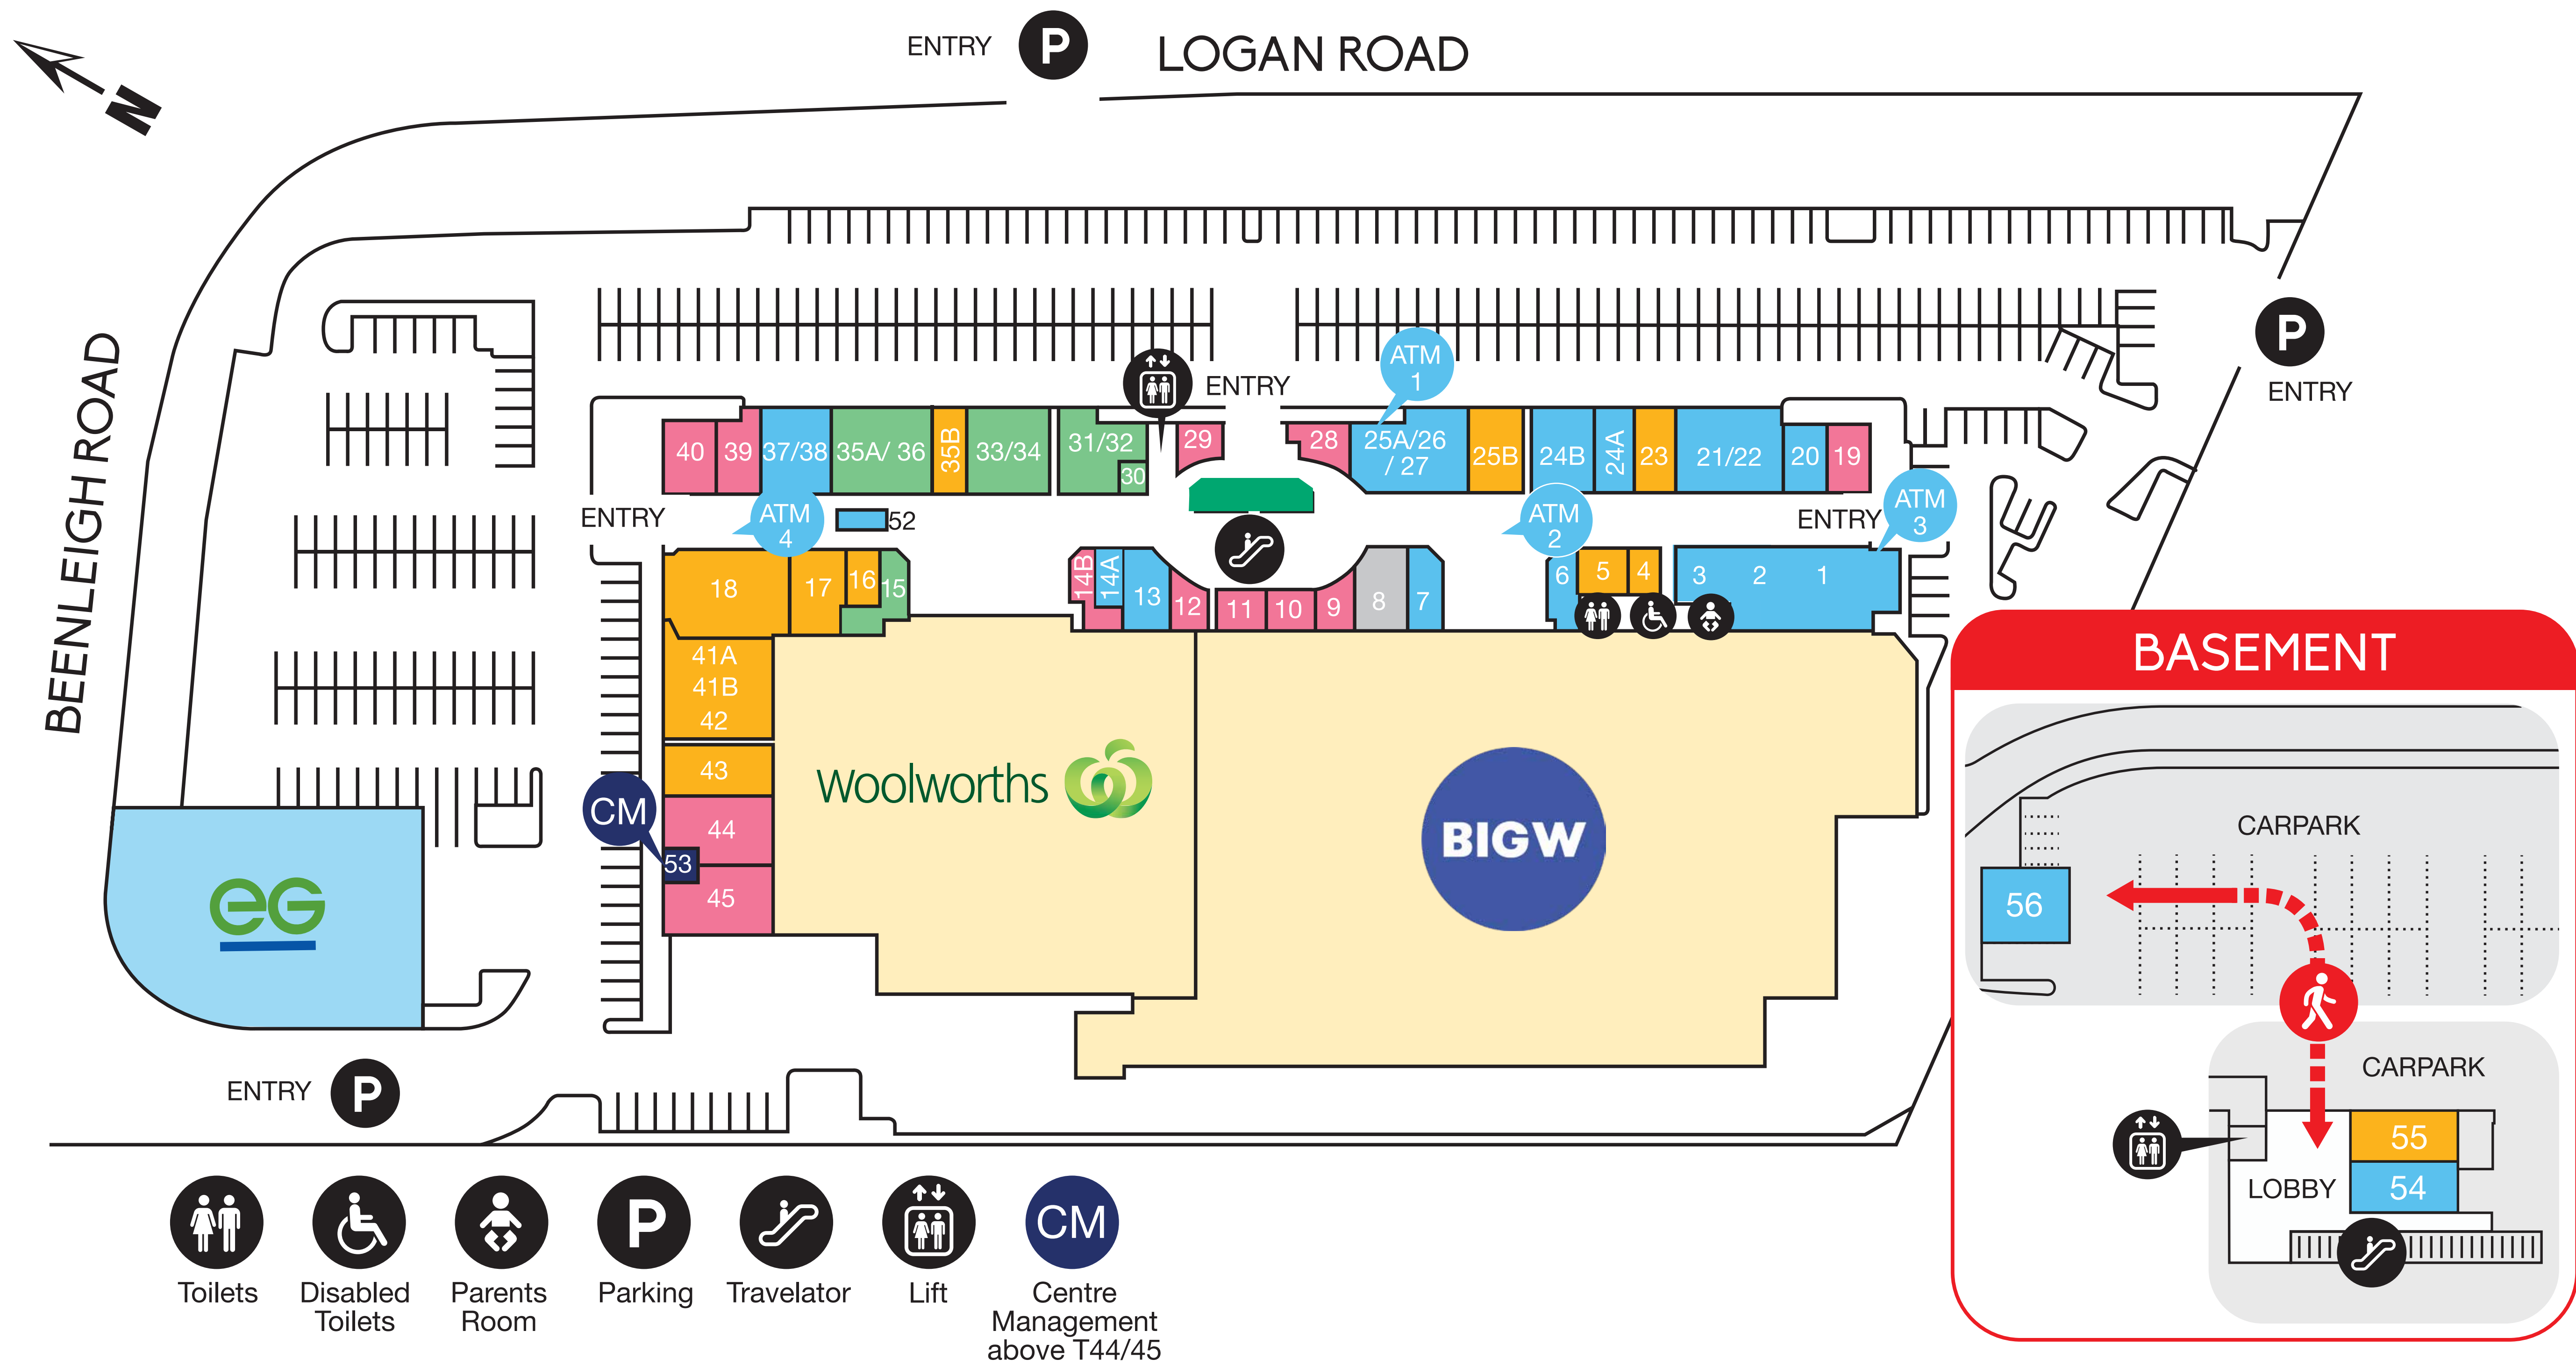 ENTRY P LOGAN ROAD
N
BEENLEIGH ROAD
P
ENTRY
ENTRY
ATM
1
40 39 37/38 35A/ 36 35B 33/34 31/32 30 29 28 25A/26
/ 27 25B 24B 24A 23 21/22 20 19
ENTRY
ATM
4
52
ATM
2
ENTRY
ATM
3
18 17 16 15 14B 14A 13 12 11 10 9 8 7 6 5 4 3 2 1
41A
41B
42
43
44
53
45
CM
Woolworths
BIGW
eG
ENTRY P
BASEMENT
CARPARK
56
CARPARK
55
LOBBY
54
P
CM
Toilets
Disabled
Toilets
Parents
Room
Parking
Travelator
Lift
Centre
Management
above T44/45